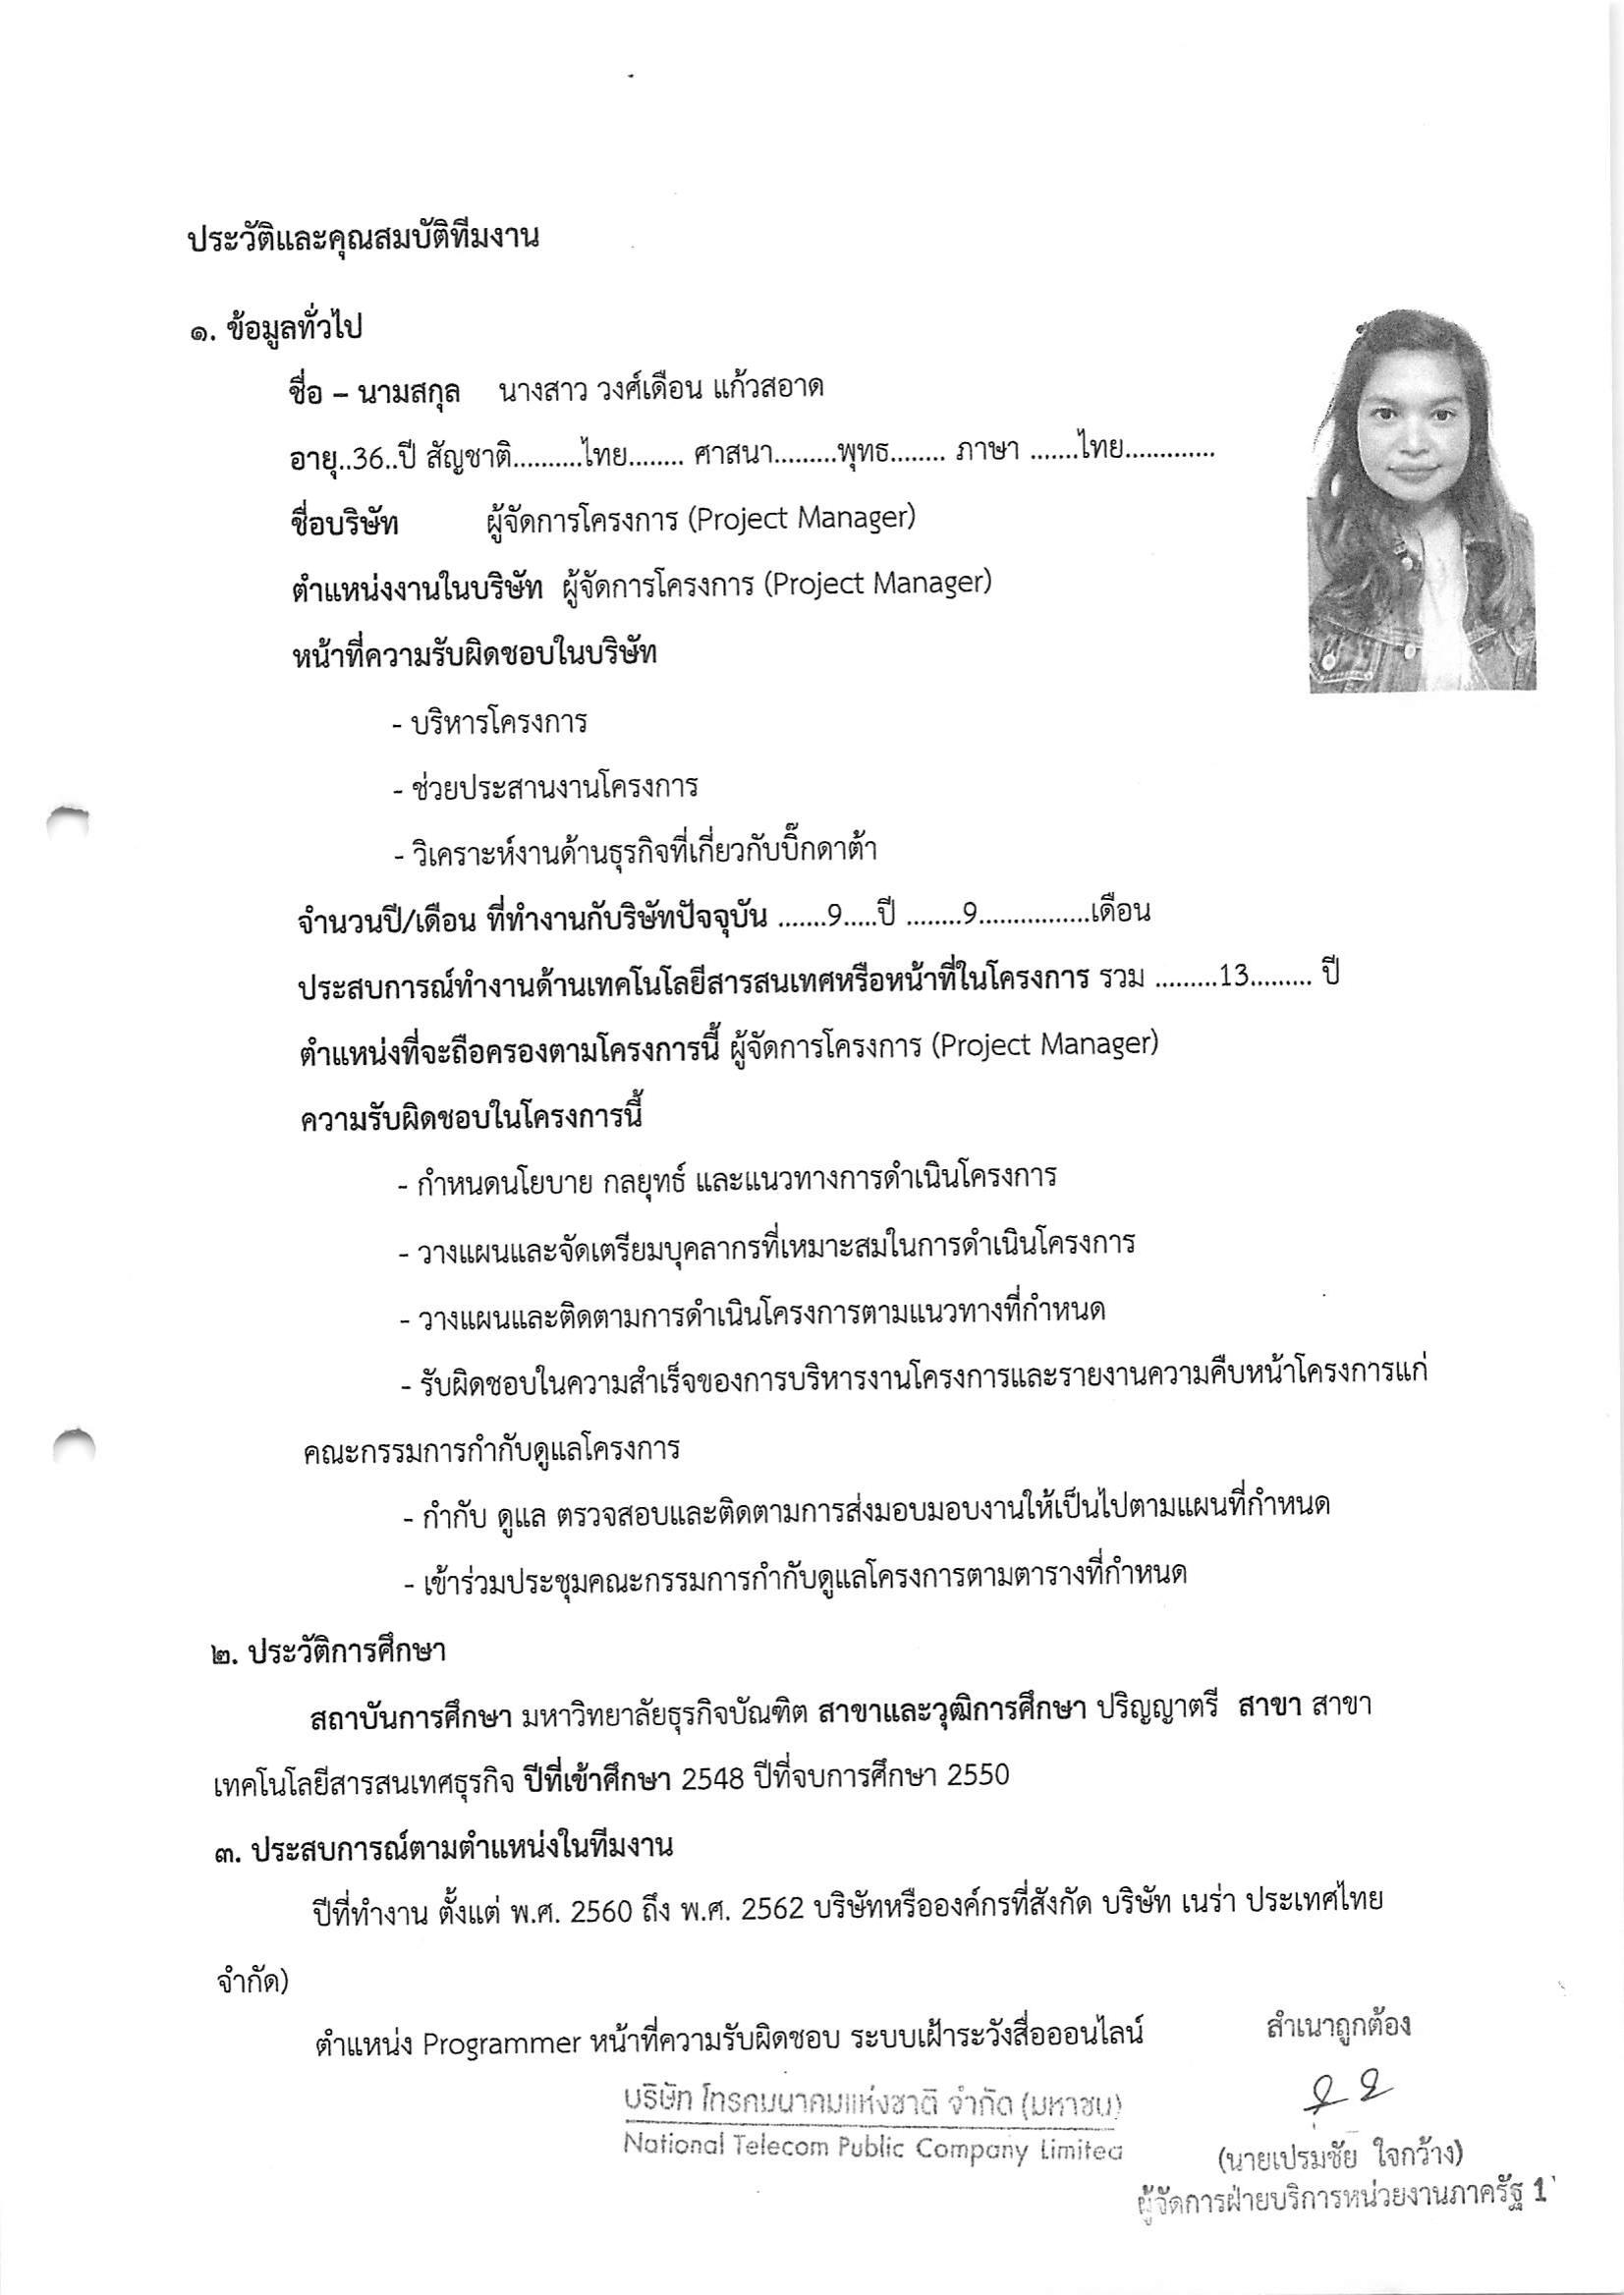 ประวัติและคุณสมบัติทีมงาน
๑. ข้อมูลทั่วไป
ชื่อ – นามสกุล นางสาว วงศ์เดือน แก้วสอาด
อายุ..36..ปี สัญชาติ..........ไทย........ ศาสนา.........พุทธ........ ภาษา .......ไทย.............
ชื่อบริษัท ผู้จัดการโครงการ (Project Manager)
ตำแหน่งงานในบริษัท ผู้จัดการโครงการ (Project Manager)
หน้าที่ความรับผิดชอบในบริษัท
- บริหารโครงการ
- ช่วยประสานงานโครงการ
- วิเคราะห์งานด้านธุรกิจที่เกี่ยวกับบิ๊กดาต้า
จำนวนปี/เดือน ที่ทำงานกับบริษัทปัจจุบัน .......9.....ปี ........9................เดือน
ประสบการณ์ทำงานด้านเทคโนโลยีสารสนเทศหรือหน้าที่ในโครงการ รวม .........13......... ปี
ตำแหน่งที่จะถือครองตามโครงการนี้ ผู้จัดการโครงการ (Project Manager)
ความรับผิดชอบในโครงการนี้
- กำหนดนโยบาย กลยุทธ์ และแนวทางการดำเนินโครงการ
- วางแผนและจัดเตรียมบุคลากรที่เหมาะสมในการดำเนินโครงการ
- วางแผนและติดตามการดำเนินโครงการตามแนวทางที่กำหนด
- รับผิดชอบในความสำเร็จของการบริหารงานโครงการและรายงานความคืบหน้าโครงการแก่
คณะกรรมการกำกับดูแลโครงการ
- กำกับ ดูแล ตรวจสอบและติดตามการส่งมอบมอบงานให้เป็นไปตามแผนที่กำหนด
- เข้าร่วมประชุมคณะกรรมการกำกับดูแลโครงการตามตารางที่กำหนด
๒. ประวัติการศึกษา
สถาบันการศึกษา มหาวิทยาลัยธุรกิจบัณฑิต สาขาและวุฒิการศึกษา ปริญญาตรี สาขา สาขา
เทคโนโลยีสารสนเทศธุรกิจ ปีที่เข้าศึกษา 2548 ปีที่จบการศึกษา 2550
๓. ประสบการณ์ตามตำแหน่งในทีมงาน
ปีที่ทำงาน ตั้งแต่ พ.ศ. 2560 ถึง พ.ศ. 2562 บริษัทหรือองค์กรที่สังกัด บริษัท เนร่า ประเทศไทย
จำกัด)
ตำแหน่ง Programmer หน้าที่ความรับผิดชอบ ระบบเฝ้าระวังสื่อออนไลน์
สำเนาถูกต้อง
บริษัท โทรคมนาคมแห่งชาติ จำกัด (มหาชน)
National Telecom Public Company Limited
(นายเปรมชัย ใจกว้าง)
ผู้จัดการฝ่ายบริการหน่วยงานภาครัฐ 1